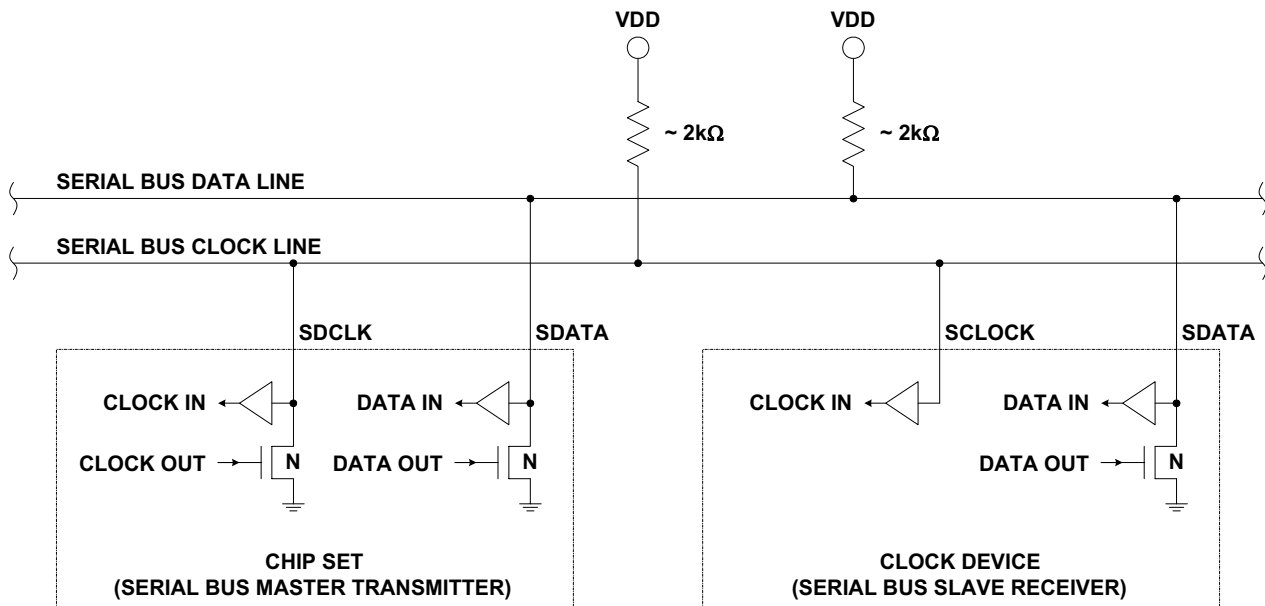 VDD
VDD
~ 2kΩ
~ 2kΩ
SERIAL BUS DATA LINE
SERIAL BUS CLOCK LINE
SDCLK
SDATA
SCLOCK
SDATA
CLOCK IN
DATA IN
CLOCK IN
DATA IN
CLOCK OUT
N
DATA OUT
N
DATA OUT
N
CHIP SET
(SERIAL BUS MASTER TRANSMITTER)
CLOCK DEVICE
(SERIAL BUS SLAVE RECEIVER)